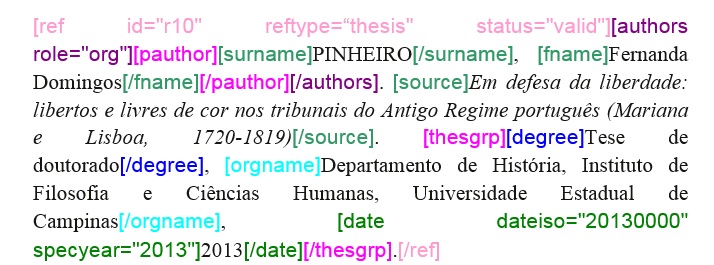 [ref id="r10" reftype=“thesis" status="valid"][authors
role="org"][pauthor][surname]PINHEIRO[/surname], [fname]Fernanda
Domingos[/fname][/pauthor][/authors]. [source]Em defesa da liberdade:
libertos e livres de cor nos tribunais do Antigo Regime português (Mariana
e Lisboa, 1720-1819)[/source]. [thesgrp][degree]Tese de
doutorado[/degree], [orgname]Departamento de História, Instituto de
Filosofia e Ciências Humanas, Universidade Estadual de
Campinas[/orgname], [date dateiso="20130000"
specyear="2013"]2013[/date][/thesgrp].[/ref]